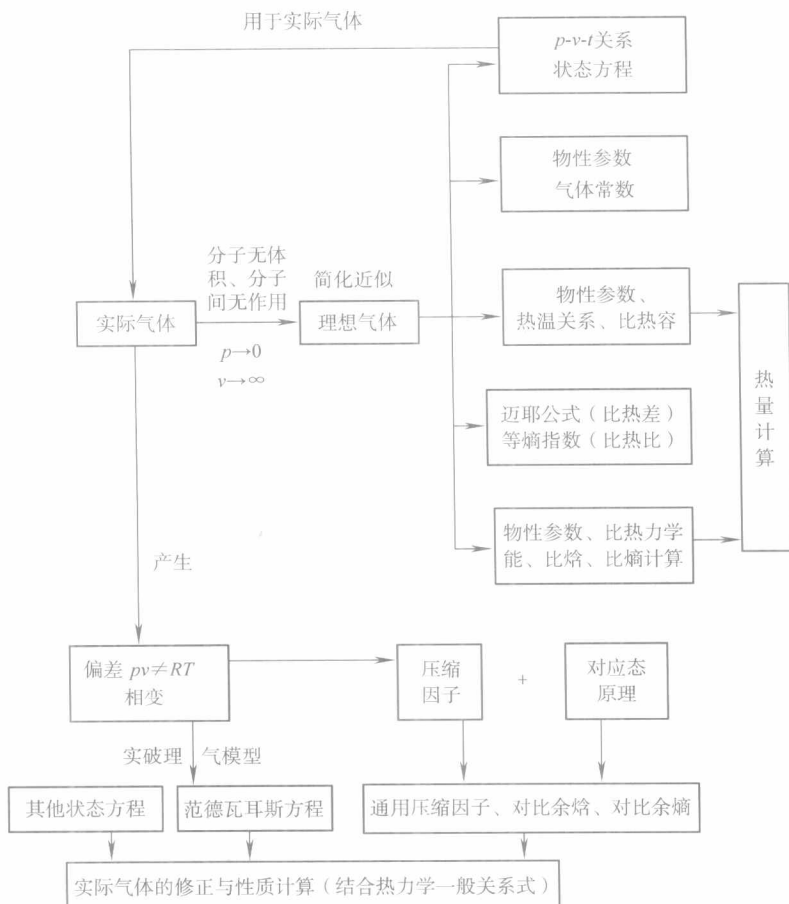 用于实际气体
p-v-t关系
状态方程
物性参数
气体常数
分子无体
积、分子
间无作用
简化近似
实际气体
理想气体
p→0
v→∞
物性参数、
热温关系、比热容
热量计算
迈耶公式（比热差）
等熵指数（比热比）
物性参数、比热力学
能、比焓、比熵计算
产生
偏差 pv≠RT
相变
压缩
因子
+
对应态
原理
实破理 气模型
其他状态方程
范德瓦耳斯方程
通用压缩因子、对比余焓、对比余熵
实际气体的修正与性质计算（结合热力学一般关系式）